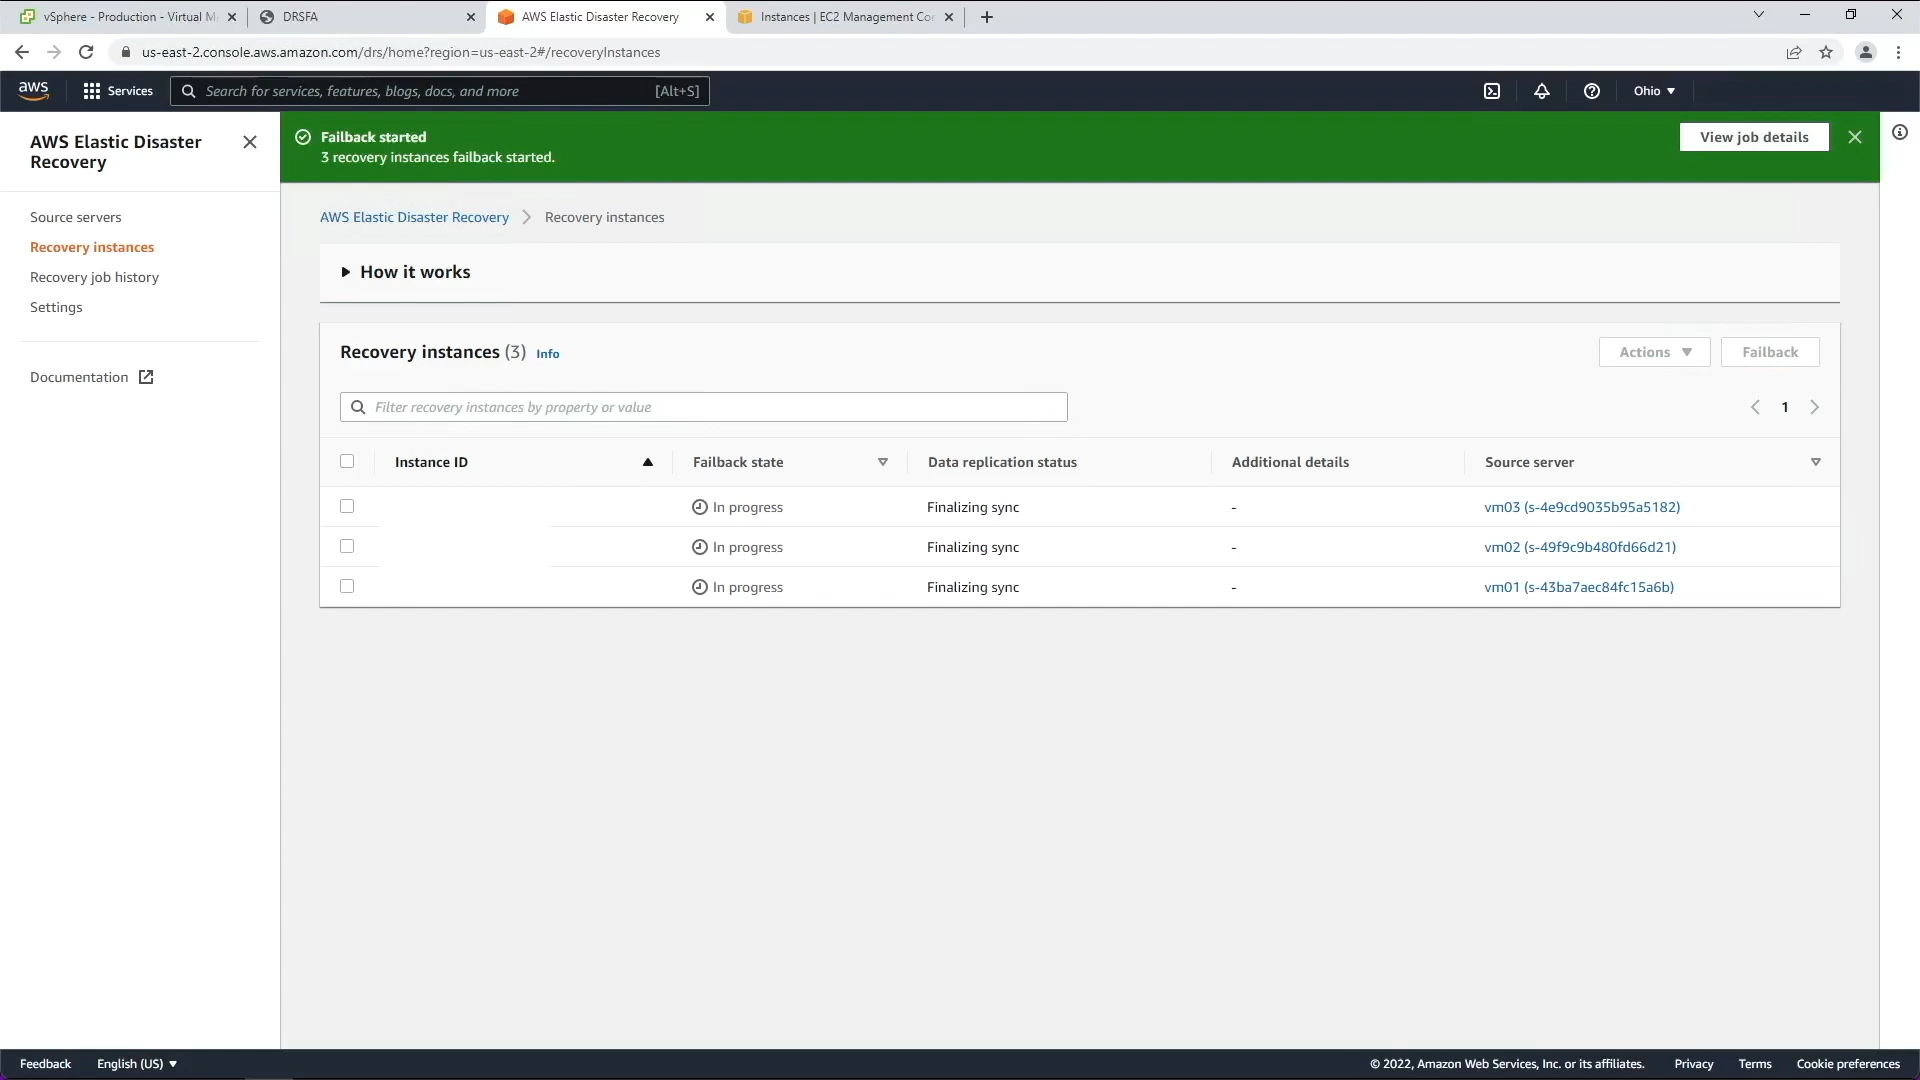 vSphere - Production - Virtual M
DRSFA
AWS Elastic Disaster Recovery
Instances | EC2 Management Co
us-east-2.console.aws.amazon.com/drs/home?region=us-east-2#/recoveryInstances
aws
Services
Search for services, features, blogs, docs, and more
[Alt+S]
Ohio
AWS Elastic Disaster
Recovery
Source servers
Recovery instances
Recovery job history
Settings
Documentation
Failback started
3 recovery instances failback started.
View job details
AWS Elastic Disaster Recovery
Recovery instances
How it works
Recovery instances (3) Info
Actions
Failback
Filter recovery instances by property or value
1
Instance ID Failback state Data replication status Additional details Source server
In progress Finalizing sync - vm03 (s-4e9cd9035b95a5182)
In progress Finalizing sync - vm02 (s-49f9c9b480fd66d21)
In progress Finalizing sync - vm01 (s-43ba7aec84fc15a6b)
Feedback English (US) © 2022, Amazon Web Services, Inc. or its affiliates. Privacy Terms Cookie preferences